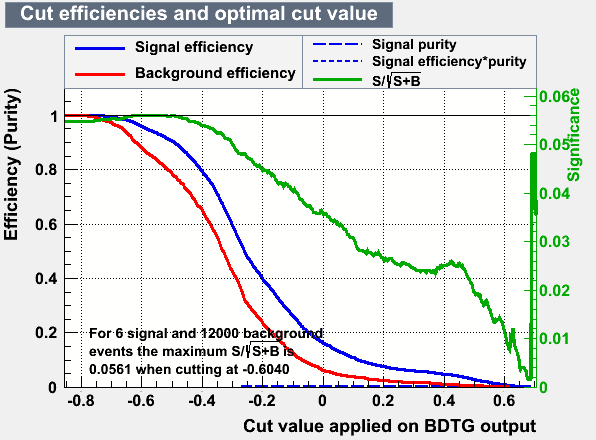 Cut efficiencies and optimal cut value
Signal efficiency
Background efficiency
Signal purity
Signal efficiency*purity
S/√S+B
Efficiency (Purity)
1
0.8
0.6
0.4
0.2
0
Significance
0.06
0.05
0.04
0.03
0.02
0.01
0
For 6 signal and 12000 background
events the maximum S/√S+B is
0.0561 when cutting at -0.6040
-0.8 -0.6 -0.4 -0.2 0 0.2 0.4 0.6
Cut value applied on BDTG output